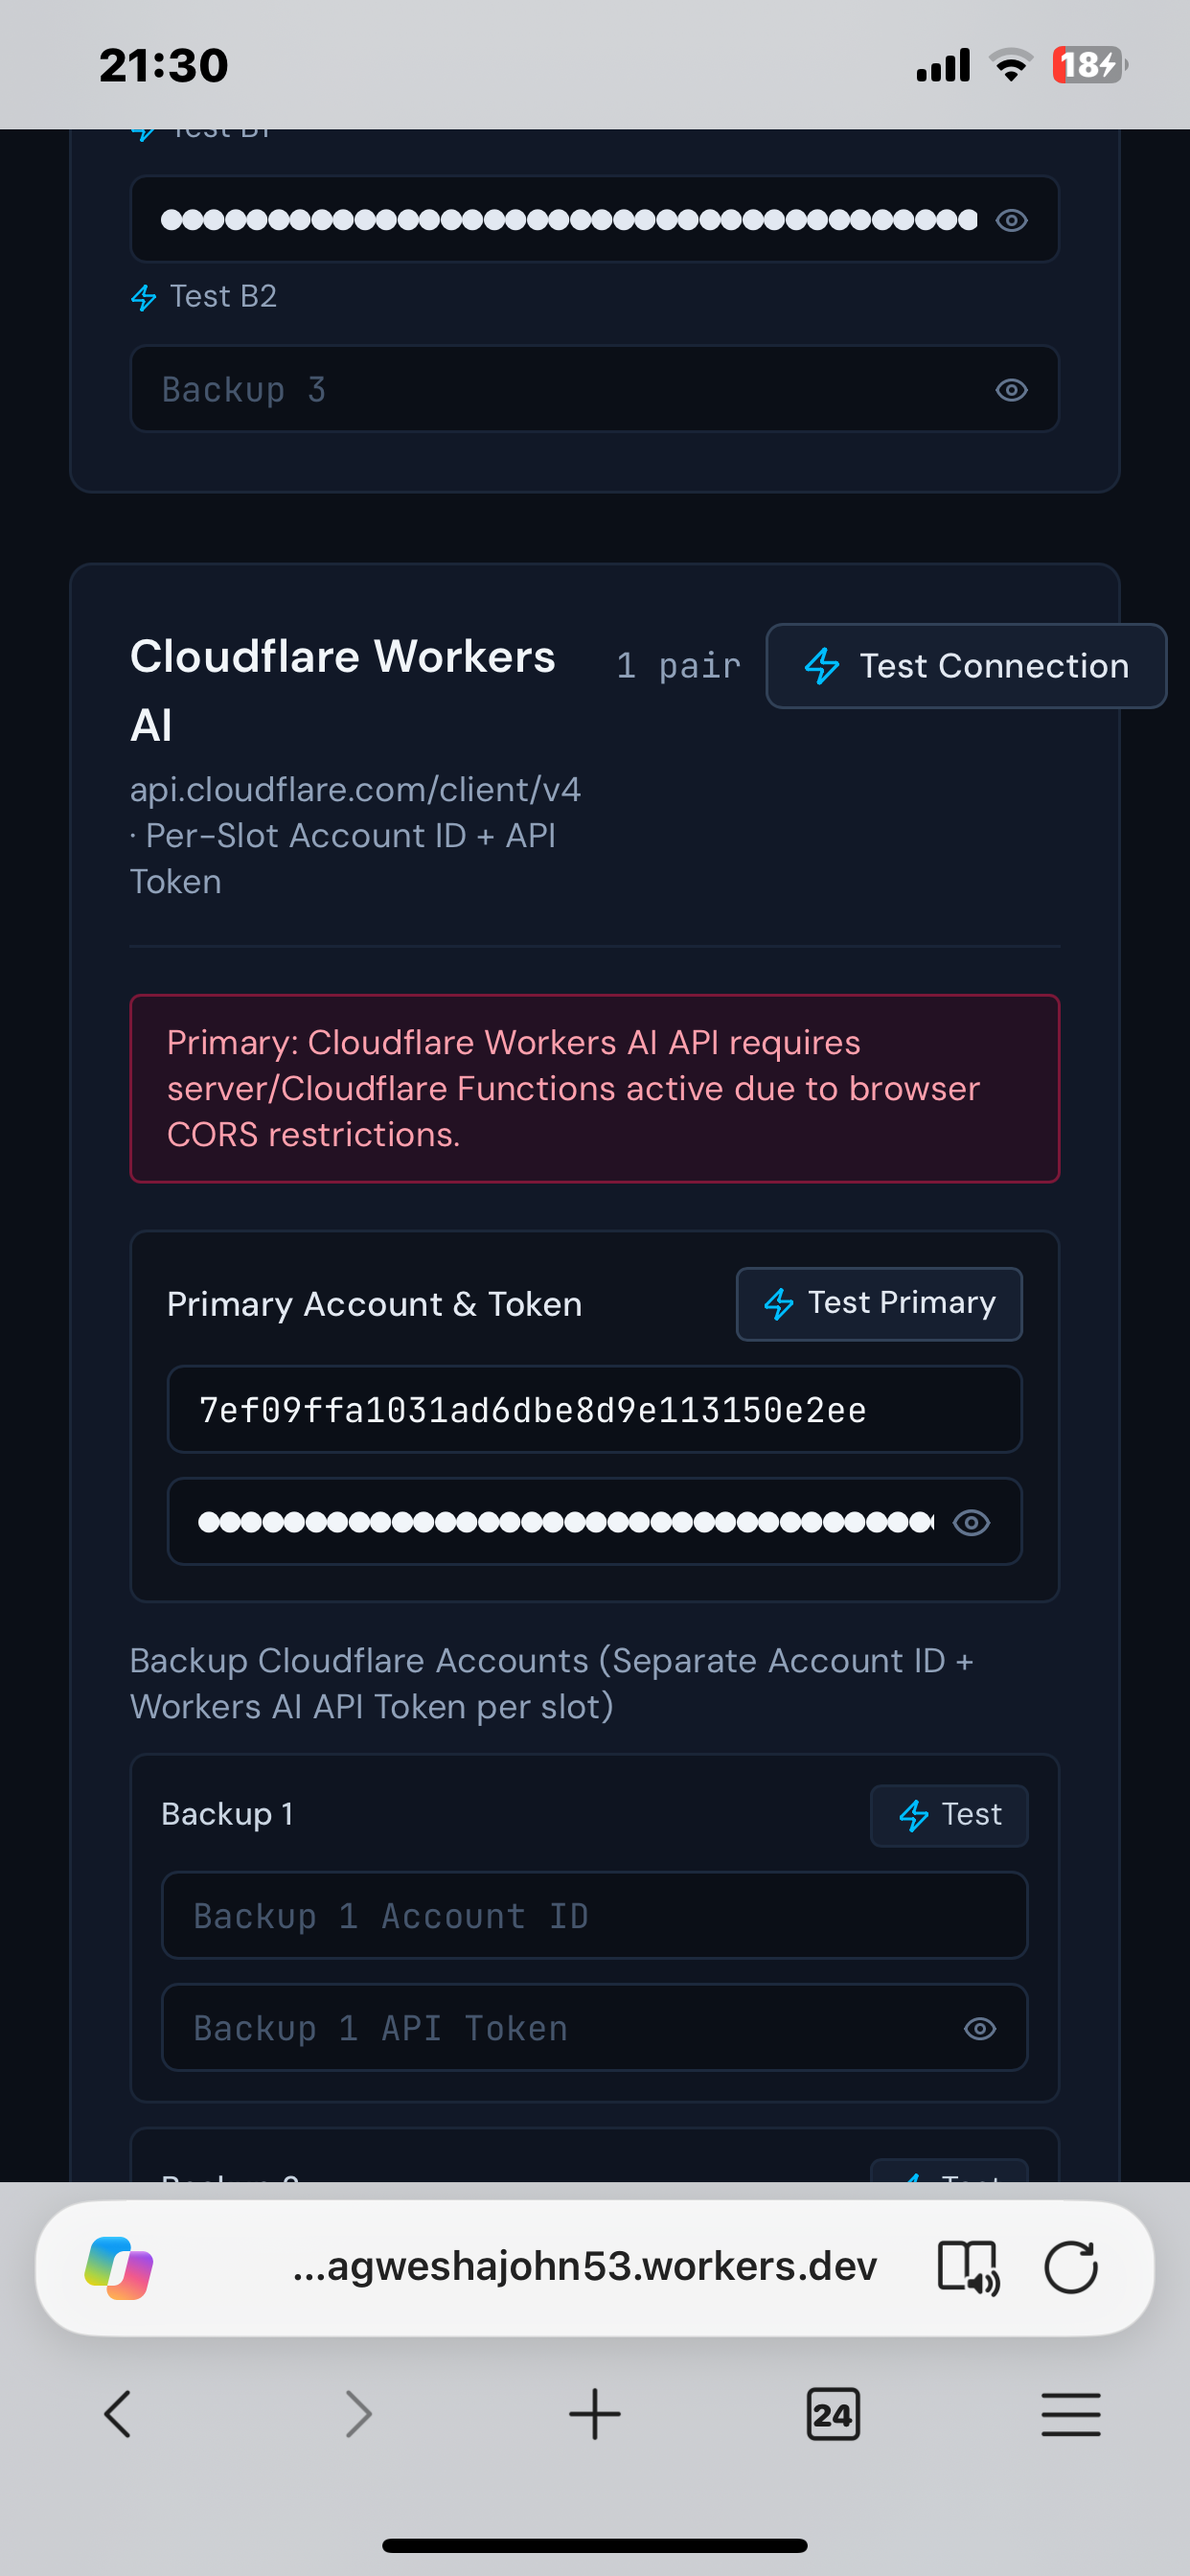 21:30
18
Test B1
Test B2
Backup 3
Cloudflare Workers
AI
1 pair
Test Connection
api.cloudflare.com/client/v4
· Per-Slot Account ID + API
Token
Primary: Cloudflare Workers AI API requires
server/Cloudflare Functions active due to browser
CORS restrictions.
Primary Account & Token
Test Primary
7ef09ffa1031ad6dbe8d9e113150e2ee
Backup Cloudflare Accounts (Separate Account ID +
Workers AI API Token per slot)
Backup 1
Test
Backup 1 Account ID
Backup 1 API Token
...agweshajohn53.workers.dev
24